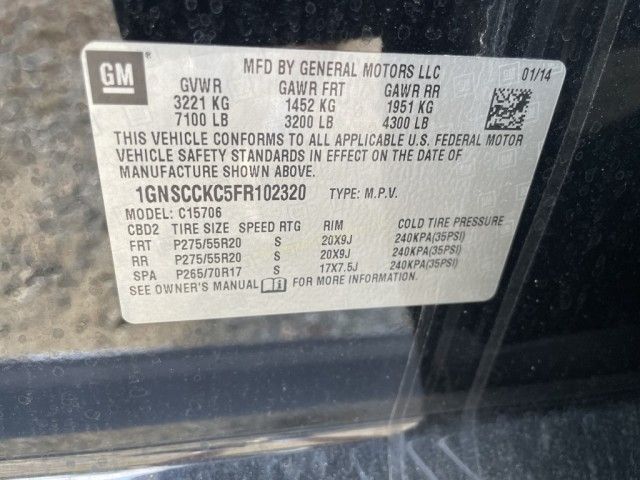 GM
MFD BY GENERAL MOTORS LLC 01/14
GVWR GAWR FRT GAWR RR
3221 KG 1452 KG 1951 KG
7100 LB 3200 LB 4300 LB
THIS VEHICLE CONFORMS TO ALL APPLICABLE U.S. FEDERAL MOTOR
VEHICLE SAFETY STANDARDS IN EFFECT ON THE DATE OF
MANUFACTURE SHOWN ABOVE.
1GNSCCKC5FR102320 TYPE: M.P.V.
MODEL: C15706
CBD2 TIRE SIZE SPEED RTG RIM COLD TIRE PRESSURE
FRT P275/55R20 S 20X9J 240KPA(35PSI)
RR P275/55R20 S 20X9J 240KPA(35PSI)
SPA P265/70R17 S 17X7.5J 240KPA(35PSI)
SEE OWNER'S MANUAL FOR MORE INFORMATION.